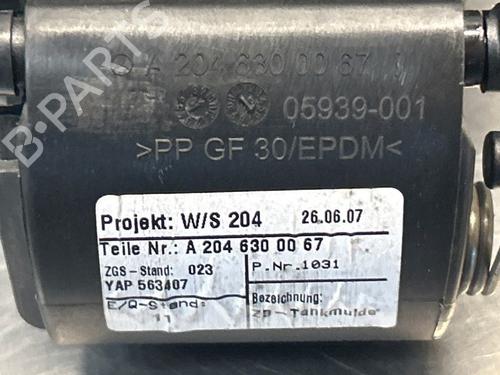 A 204 630 00 67
05939-001
>PP GF 30/EPDM<
Projekt: W/S 204 26.06.07
Teile Nr.: A 204 630 00 67
ZGS-Stand: 023 P.Nr.1031
YAP 563407
E/Q-Stand: Bezeichnung:
11 ZB-Tankmulde